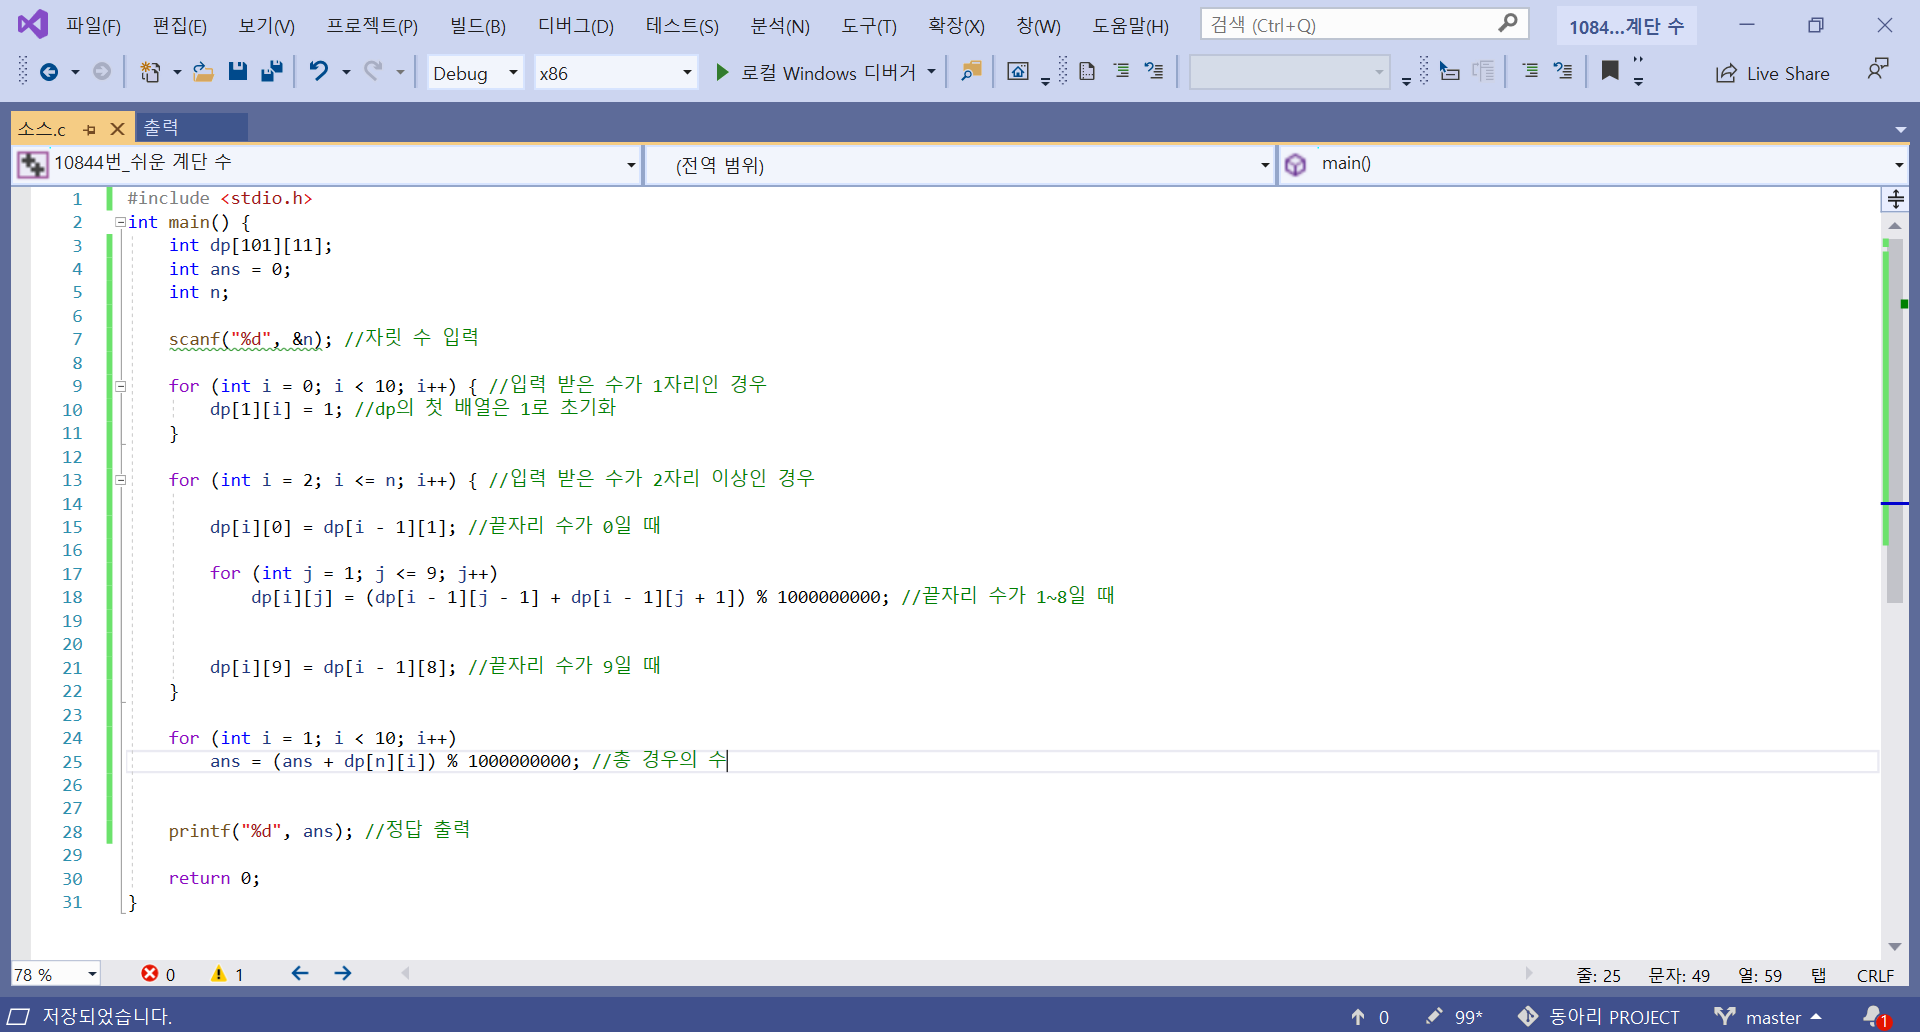 파일(F) 편집(E) 보기(V) 프로젝트(P) 빌드(B) 디버그(D) 테스트(S) 분석(N) 도구(T) 확장(X) 창(W) 도움말(H) 검색 (Ctrl+Q) 1084...계단 수
Debug x86 로컬 Windows 디버거 Live Share
소스.c 출력
10844번_쉬운 계단 수 (전역 범위) main()
1 #include <stdio.h>
2 int main() {
3 int dp[101][11];
4 int ans = 0;
5 int n;
6
7 scanf("%d", &n); //자릿 수 입력
8
9 for (int i = 0; i < 10; i++) { //입력 받은 수가 1자리인 경우
10 dp[1][i] = 1; //dp의 첫 배열은 1로 초기화
11 }
12
13 for (int i = 2; i <= n; i++) { //입력 받은 수가 2자리 이상인 경우
14
15 dp[i][0] = dp[i - 1][1]; //끝자리 수가 0일 때
16
17 for (int j = 1; j <= 9; j++)
18 dp[i][j] = (dp[i - 1][j - 1] + dp[i - 1][j + 1]) % 1000000000; //끝자리 수가 1~8일 때
19
20
21 dp[i][9] = dp[i - 1][8]; //끝자리 수가 9일 때
22 }
23
24 for (int i = 1; i < 10; i++)
25 ans = (ans + dp[n][i]) % 1000000000; //총 경우의 수
26
27
28 printf("%d", ans); //정답 출력
29
30 return 0;
31 }
78 % 0 1 줄: 25 문자: 49 열: 59 탭 CRLF
저장되었습니다. 0 99* 동아리 PROJECT master 1